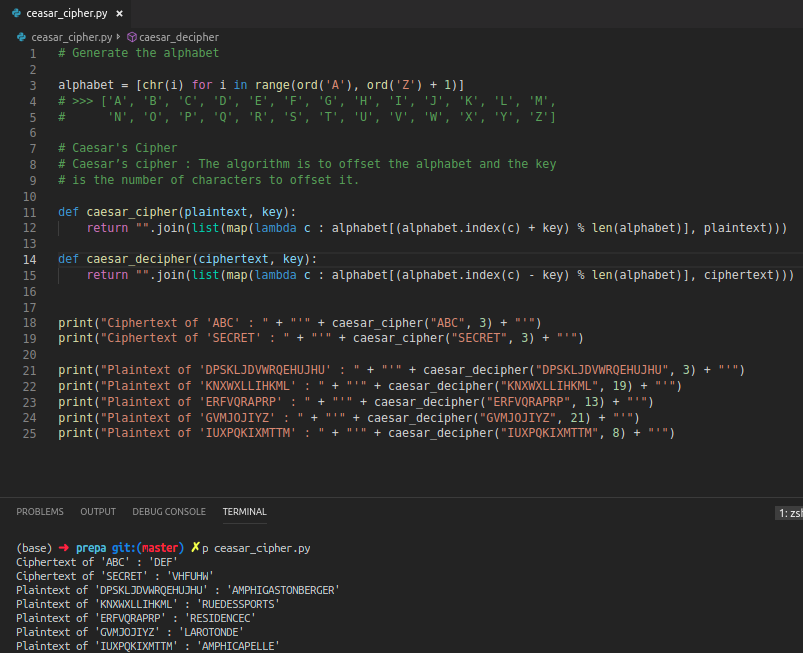 ceasar_cipher.py ×
ceasar_cipher.py › caesar_decipher
1 # Generate the alphabet
2
3 alphabet = [chr(i) for i in range(ord('A'), ord('Z') + 1)]
4 # >>> ['A', 'B', 'C', 'D', 'E', 'F', 'G', 'H', 'I', 'J', 'K', 'L', 'M',
5 #      'N', 'O', 'P', 'Q', 'R', 'S', 'T', 'U', 'V', 'W', 'X', 'Y', 'Z']
6
7 # Caesar's Cipher
8 # Caesar’s cipher : The algorithm is to offset the alphabet and the key
9 # is the number of characters to offset it.
10
11 def caesar_cipher(plaintext, key):
12     return "".join(list(map(lambda c : alphabet[(alphabet.index(c) + key) % len(alphabet)], plaintext)))
13
14 def caesar_decipher(ciphertext, key):
15     return "".join(list(map(lambda c : alphabet[(alphabet.index(c) - key) % len(alphabet)], ciphertext)))
16
17
18 print("Ciphertext of 'ABC' : " + "'" + caesar_cipher("ABC", 3) + "'")
19 print("Ciphertext of 'SECRET' : " + "'" + caesar_cipher("SECRET", 3) + "'")
20
21 print("Plaintext of 'DPSKLJDVWRQEHUJHU' : " + "'" + caesar_decipher("DPSKLJDVWRQEHUJHU", 3) + "'")
22 print("Plaintext of 'KNXWXLLIHKML' : " + "'" + caesar_decipher("KNXWXLLIHKML", 19) + "'")
23 print("Plaintext of 'ERFVQRAPRP' : " + "'" + caesar_decipher("ERFVQRAPRP", 13) + "'")
24 print("Plaintext of 'GVMJOJIYZ' : " + "'" + caesar_decipher("GVMJOJIYZ", 21) + "'")
25 print("Plaintext of 'IUXPQKIXMTTM' : " + "'" + caesar_decipher("IUXPQKIXMTTM", 8) + "'")
PROBLEMS OUTPUT DEBUG CONSOLE TERMINAL 1: zsh
(base) ➜ prepa git:(master) ✗ p ceasar_cipher.py
Ciphertext of 'ABC' : 'DEF'
Ciphertext of 'SECRET' : 'VHFUHW'
Plaintext of 'DPSKLJDVWRQEHUJHU' : 'AMPHIGASTONBERGER'
Plaintext of 'KNXWXLLIHKML' : 'RUEDESSPORTS'
Plaintext of 'ERFVQRAPRP' : 'RESIDENCEC'
Plaintext of 'GVMJOJIYZ' : 'LAROTONDE'
Plaintext of 'IUXPQKIXMTTM' : 'AMPHICAPELLE'